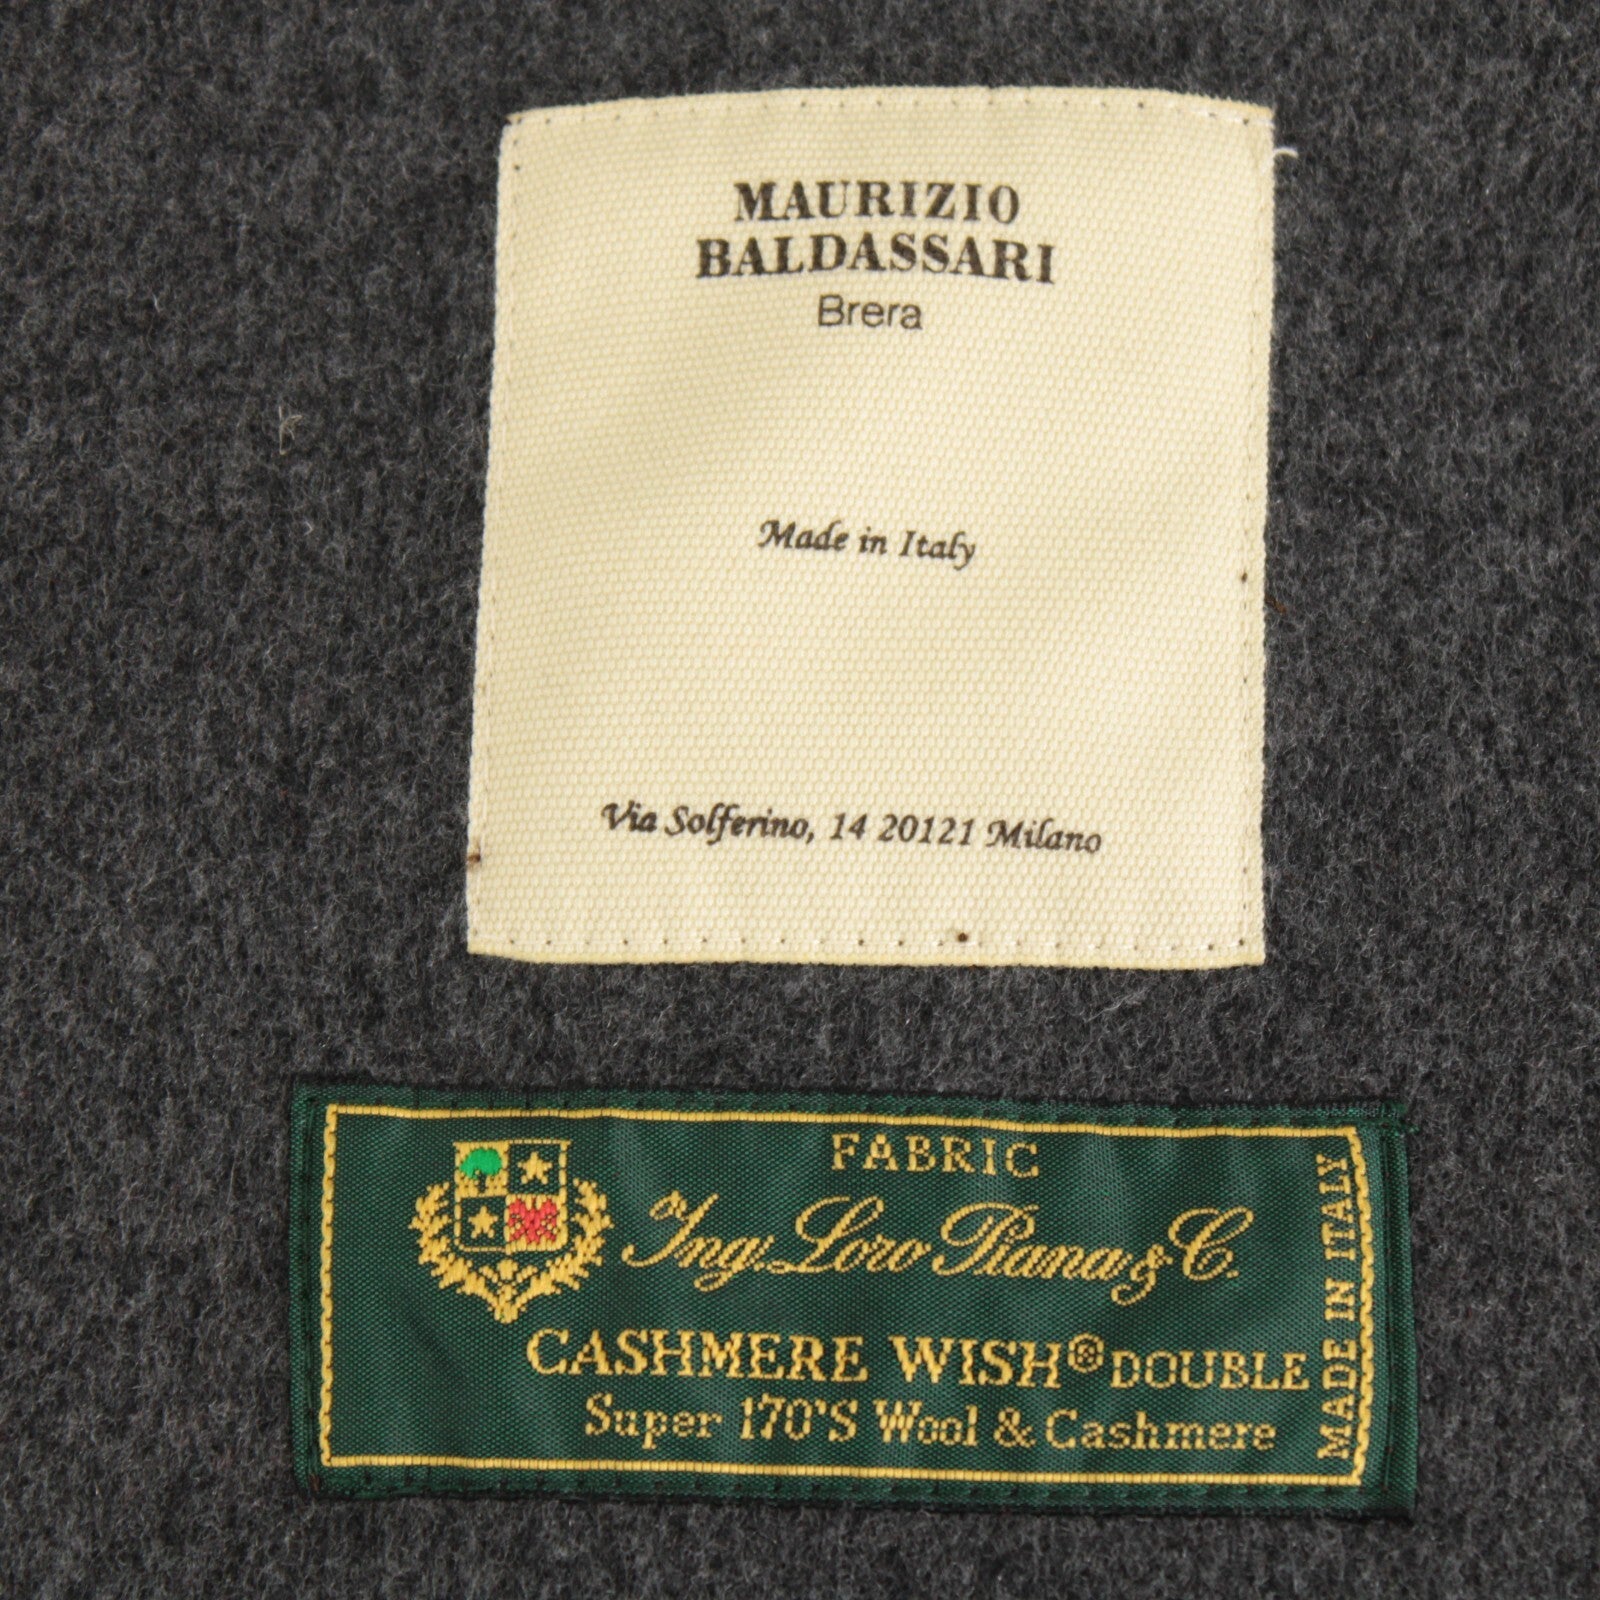 MAURIZIO
BALDASSARI
Brera
Made in Italy
Via Solferino, 14 20121 Milano
FABRIC
Ing. Loro Piana & C.
CASHMERE WISH® DOUBLE
Super 170'S Wool & Cashmere
MADE IN ITALY